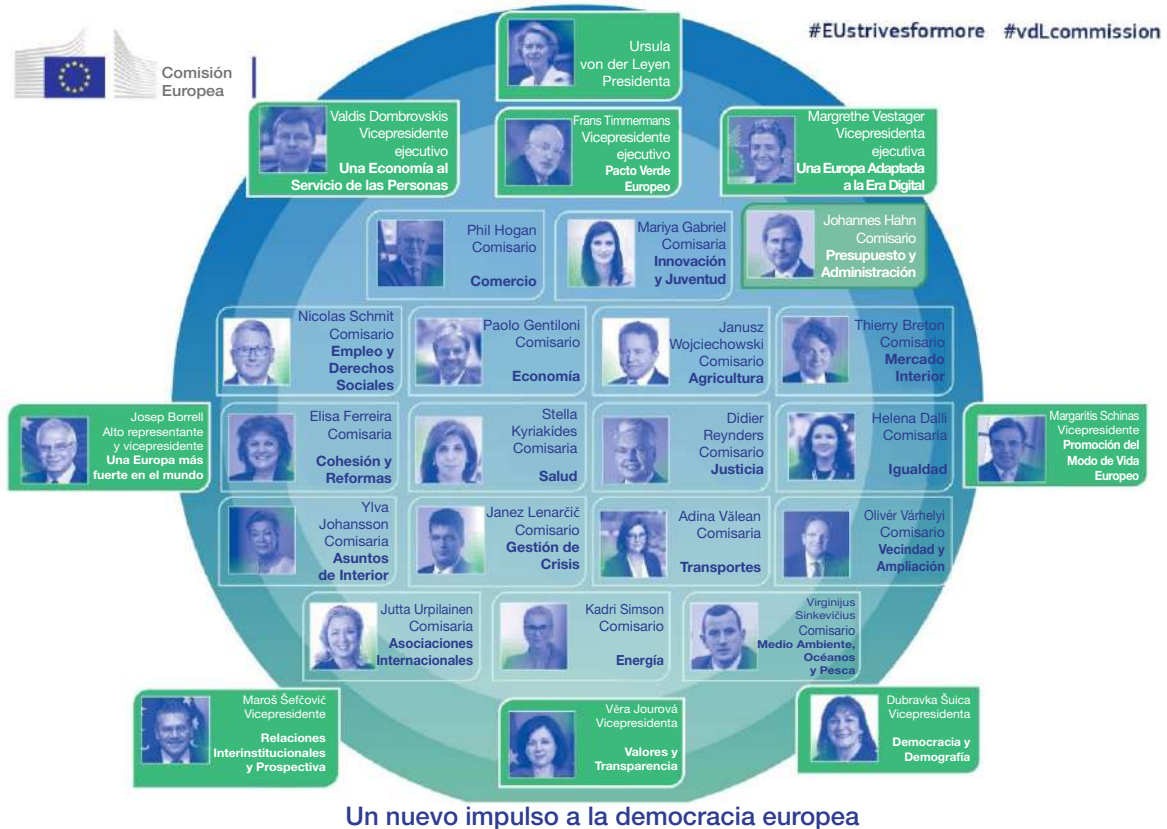 #EUstrivesformore #vdLcommission
Comisión
Europea
Ursula
von der Leyen
Presidenta
Valdis Dombrovskis
Vicepresidente
ejecutivo
Una Economía al
Servicio de las Personas
Frans Timmermans
Vicepresidente
ejecutivo
Pacto Verde
Europeo
Margrethe Vestager
Vicepresidenta
ejecutiva
Una Europa Adaptada
a la Era Digital
Phil Hogan
Comisario
Comercio
Mariya Gabriel
Comisaria
Innovación
y Juventud
Johannes Hahn
Comisario
Presupuesto y
Administración
Nicolas Schmit
Comisario
Empleo y
Derechos
Sociales
Paolo Gentiloni
Comisario
Economía
Janusz
Wojciechowski
Comisario
Agricultura
Thierry Breton
Comisario
Mercado
Interior
Josep Borrell
Alto representante
y vicepresidente
Una Europa más
fuerte en el mundo
Elisa Ferreira
Comisaria
Cohesión y
Reformas
Stella
Kyriakides
Comisaria
Salud
Didier
Reynders
Comisario
Justicia
Helena Dalli
Comisaria
Igualdad
Margaritis Schinas
Vicepresidente
Promoción del
Modo de Vida
Europeo
Ylva
Johansson
Comisaria
Asuntos
de Interior
Janez Lenarčič
Comisario
Gestión de
Crisis
Adina Vălean
Comisaria
Transportes
Olivér Várhelyi
Comisario
Vecindad y
Ampliación
Jutta Urpilainen
Comisaria
Asociaciones
Internacionales
Kadri Simson
Comisario
Energía
Virginijus
Sinkevičius
Comisario
Medio Ambiente,
Océanos
y Pesca
Maroš Šefčovič
Vicepresidente
Relaciones
Interinstitucionales
y Prospectiva
Věra Jourová
Vicepresidenta
Valores y
Transparencia
Dubravka Šuica
Vicepresidenta
Democracia y
Demografía
Un nuevo impulso a la democracia europea